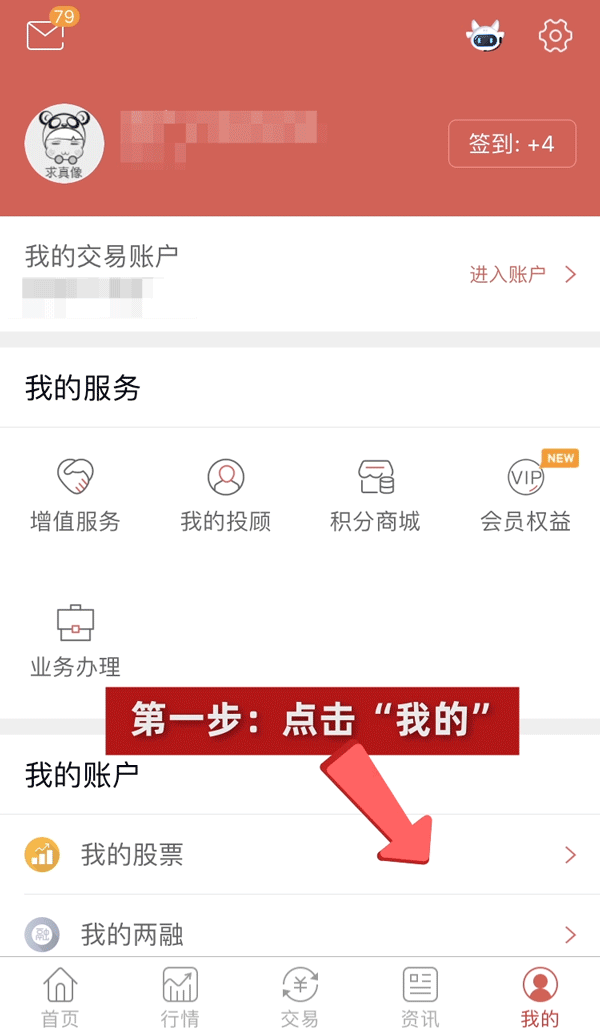 79
求真像
签到: +4
我的交易账户
进入账户
我的服务
NEW
VIP
增值服务 我的投顾 积分商城 会员权益
业务办理
第一步：点击“我的”
我的账户
我的股票
融
我的两融
首页 行情 交易 资讯 我的